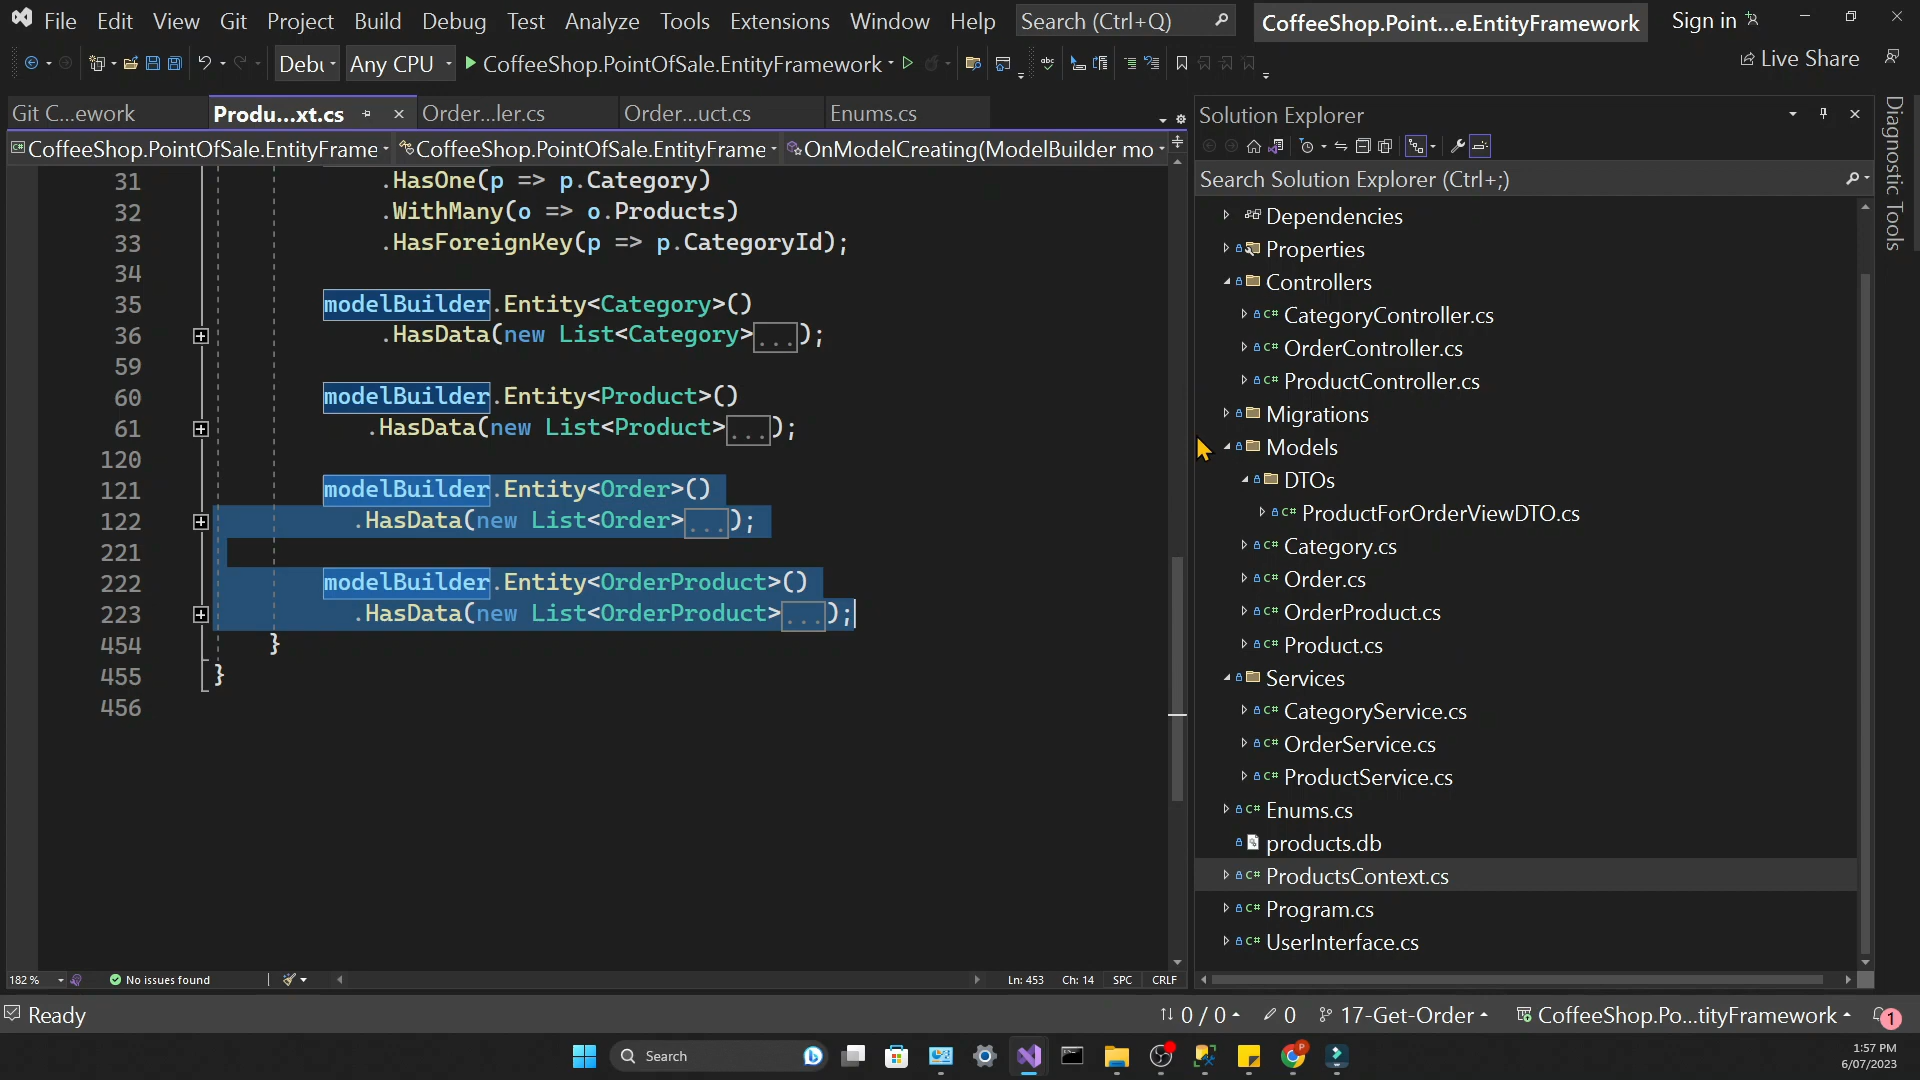 File Edit View Git Project Build Debug Test Analyze Tools Extensions Window Help Search (Ctrl+Q) CoffeeShop.Point...e.EntityFramework Sign in
Debu Any CPU CoffeeShop.PointOfSale.EntityFramework Live Share
Git C...ework Produ...xt.cs Order...ler.cs Order...uct.cs Enums.cs
CoffeeShop.PointOfSale.EntityFrame CoffeeShop.PointOfSale.EntityFrame OnModelCreating(ModelBuilder mo
31 .HasOne(p => p.Category)
32 .WithMany(o => o.Products)
33 .HasForeignKey(p => p.CategoryId);
34
35 modelBuilder.Entity<Category>()
36 .HasData(new List<Category>...);
59
60 modelBuilder.Entity<Product>()
61 .HasData(new List<Product>...);
120
121 modelBuilder.Entity<Order>()
122 .HasData(new List<Order>...);
221
222 modelBuilder.Entity<OrderProduct>()
223 .HasData(new List<OrderProduct>...);
454 }
455 }
456
182 % No issues found Ln: 453 Ch: 14 SPC CRLF
Solution Explorer
Search Solution Explorer (Ctrl+;)
Dependencies
Properties
Controllers
C# CategoryController.cs
C# OrderController.cs
C# ProductController.cs
Migrations
Models
DTOs
C# ProductForOrderViewDTO.cs
C# Category.cs
C# Order.cs
C# OrderProduct.cs
C# Product.cs
Services
C# CategoryService.cs
C# OrderService.cs
C# ProductService.cs
C# Enums.cs
products.db
C# ProductsContext.cs
C# Program.cs
C# UserInterface.cs
Diagnostic Tools
Ready 0 / 0 0 17-Get-Order CoffeeShop.Po...tityFramework 1
Search
1:57 PM
6/07/2023